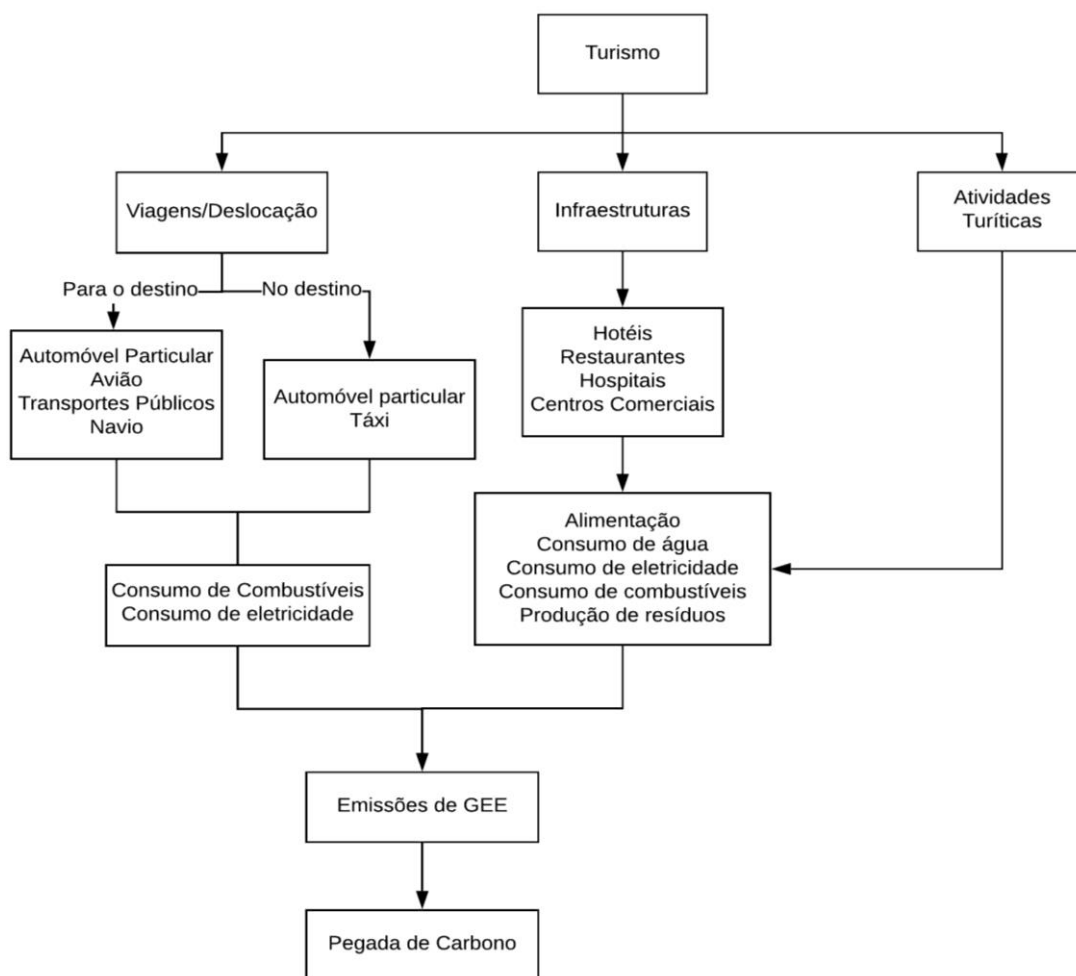 Turismo
Viagens/Deslocação
Infraestruturas
Atividades
Turíticas
Para o destino
No destino
Automóvel Particular
Avião
Transportes Públicos
Navio
Automóvel particular
Táxi
Hotéis
Restaurantes
Hospitais
Centros Comerciais
Alimentação
Consumo de água
Consumo de eletricidade
Consumo de combustíveis
Produção de resíduos
Consumo de Combustíveis
Consumo de eletricidade
Emissões de GEE
Pegada de Carbono